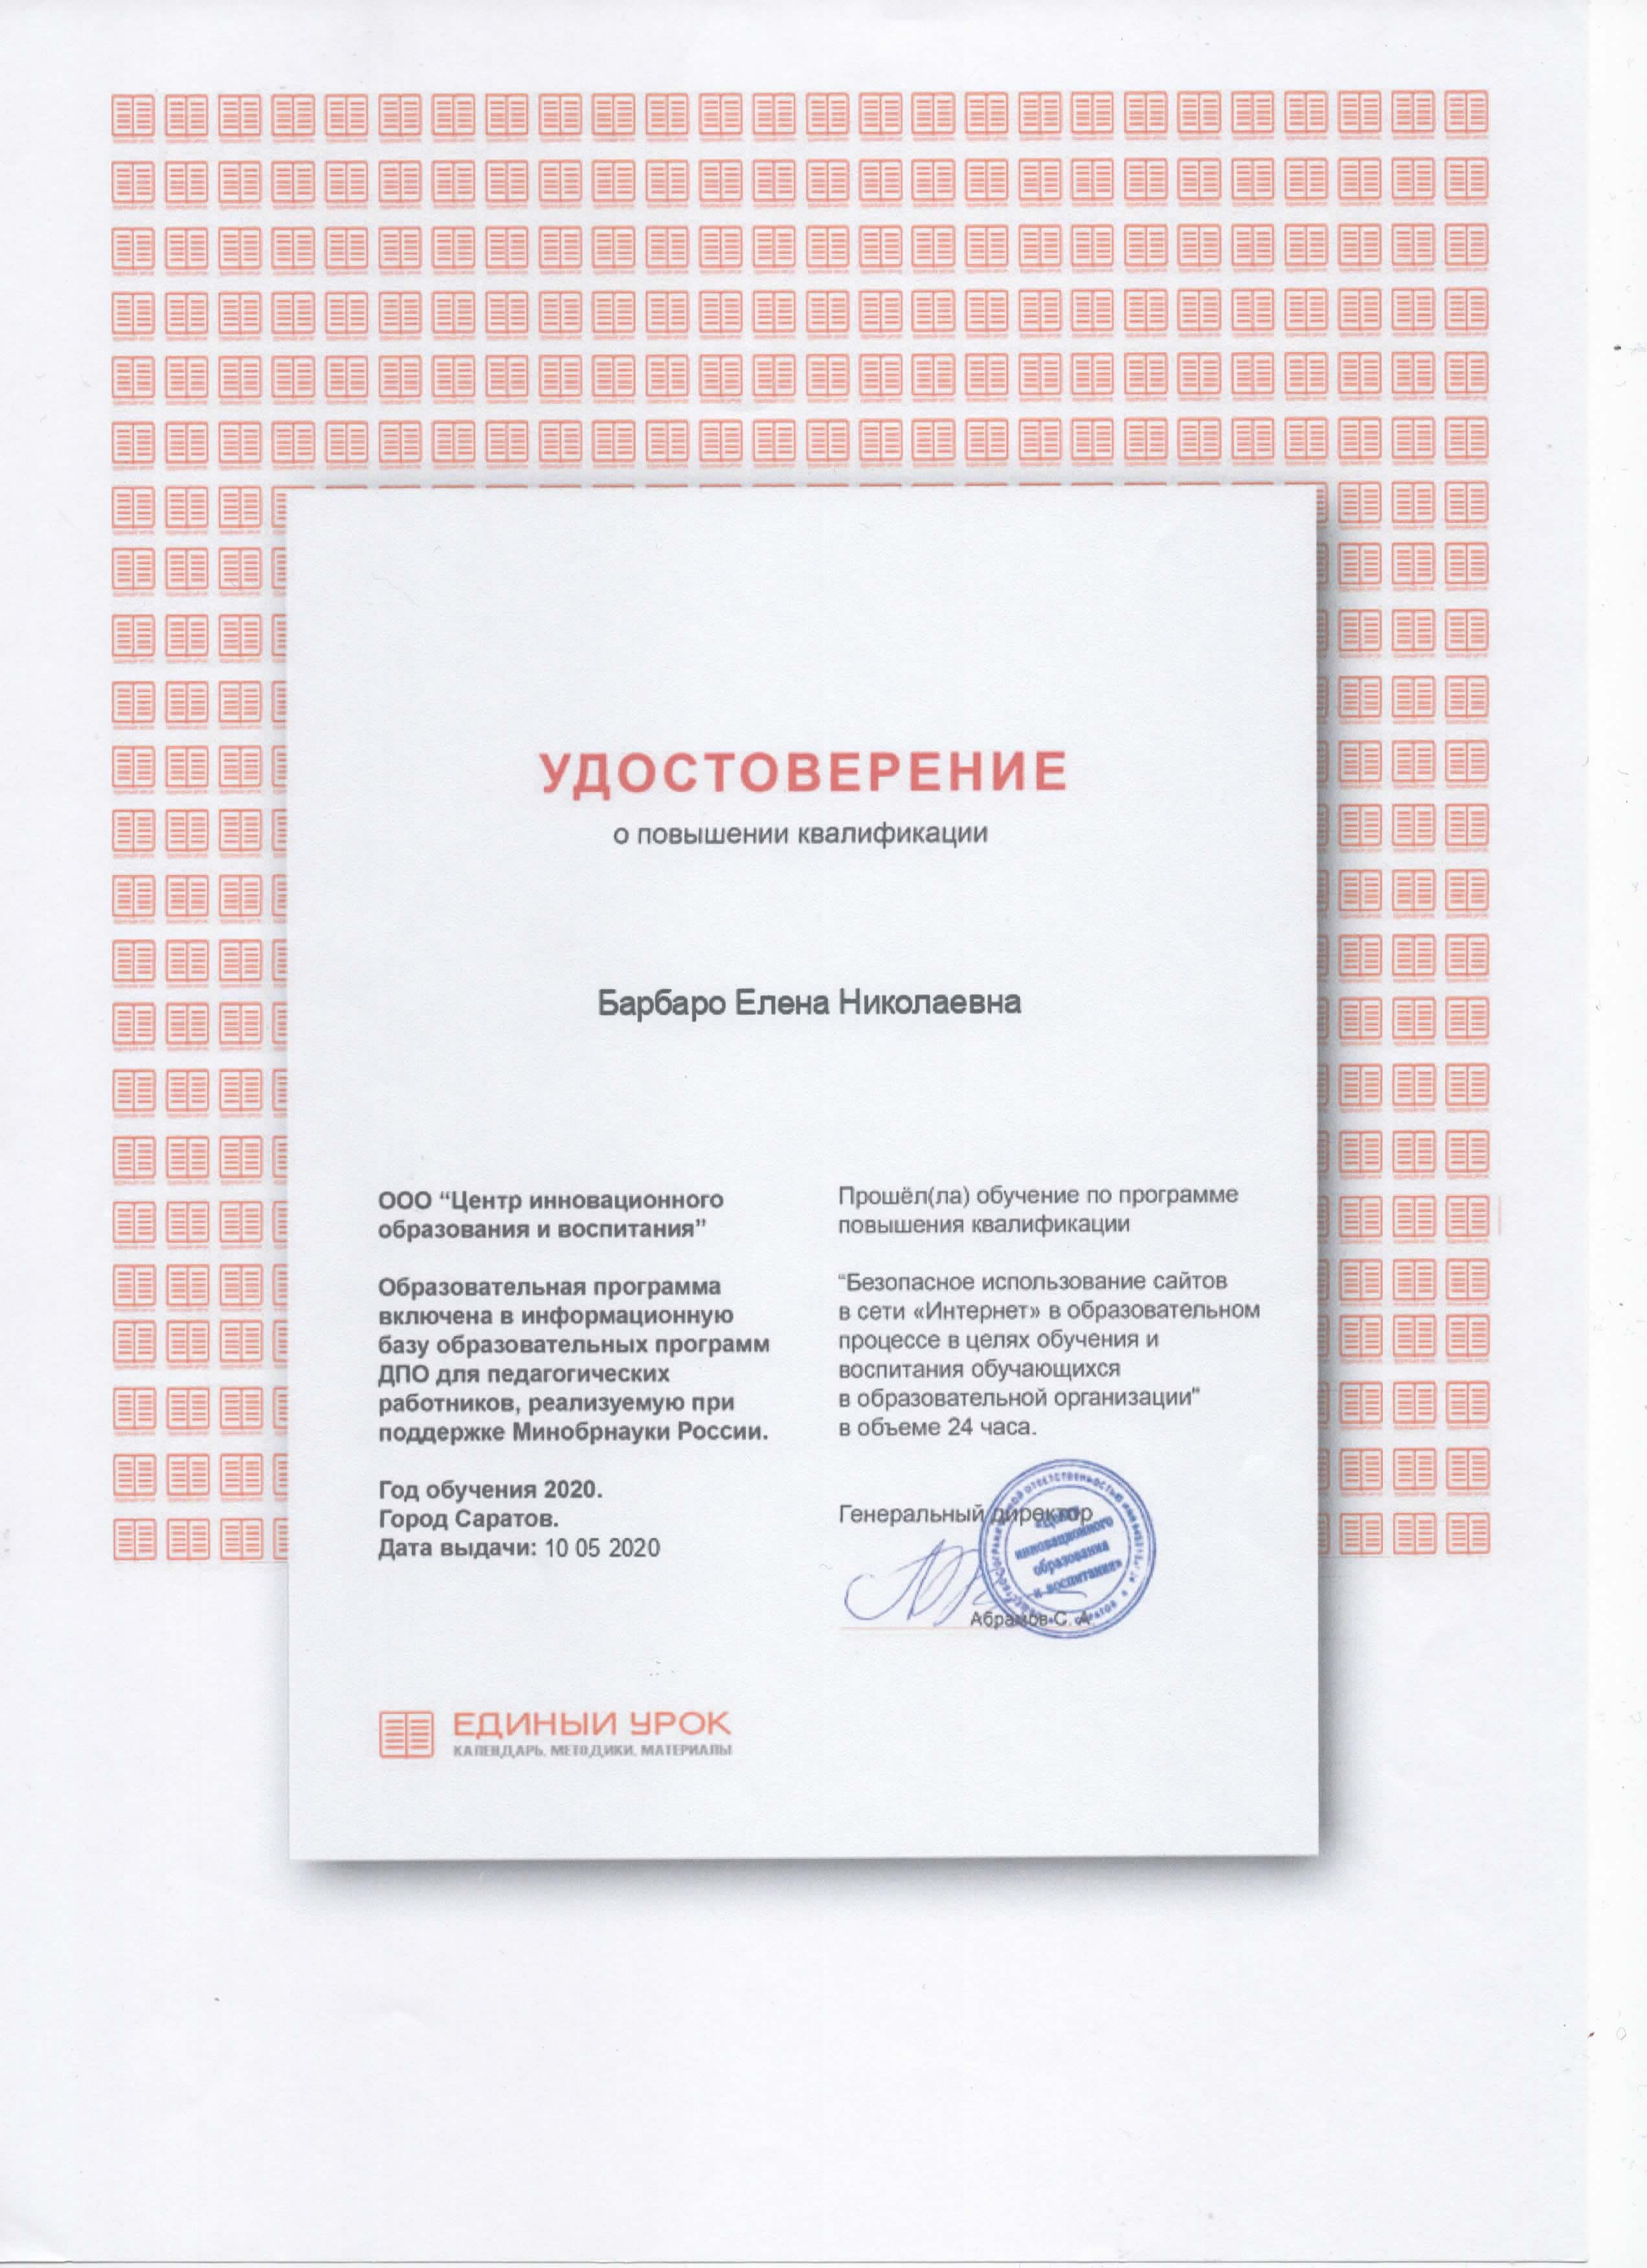 УДОСТОВЕРЕНИЕ
о повышении квалификации
Барбаро Елена Николаевна
ООО “Центр инновационного
образования и воспитания”
Образовательная программа
включена в информационную
базу образовательных программ
ДПО для педагогических
работников, реализуемую при
поддержке Минобрнауки России.
Год обучения 2020.
Город Саратов.
Дата выдачи: 10 05 2020
Прошёл(ла) обучение по программе
повышения квалификации
“Безопасное использование сайтов
в сети «Интернет» в образовательном
процессе в целях обучения и
воспитания обучающихся
в образовательной организации”
в объеме 24 часа.
Генеральный директор
ответственностью
«Центр
инновационного
образования
и воспитания»
Саратов
Абрамов С. А.
ЕДИНЫЙ УРОК
КАЛЕНДАРЬ. МЕТОДИКИ. МАТЕРИАЛЫ